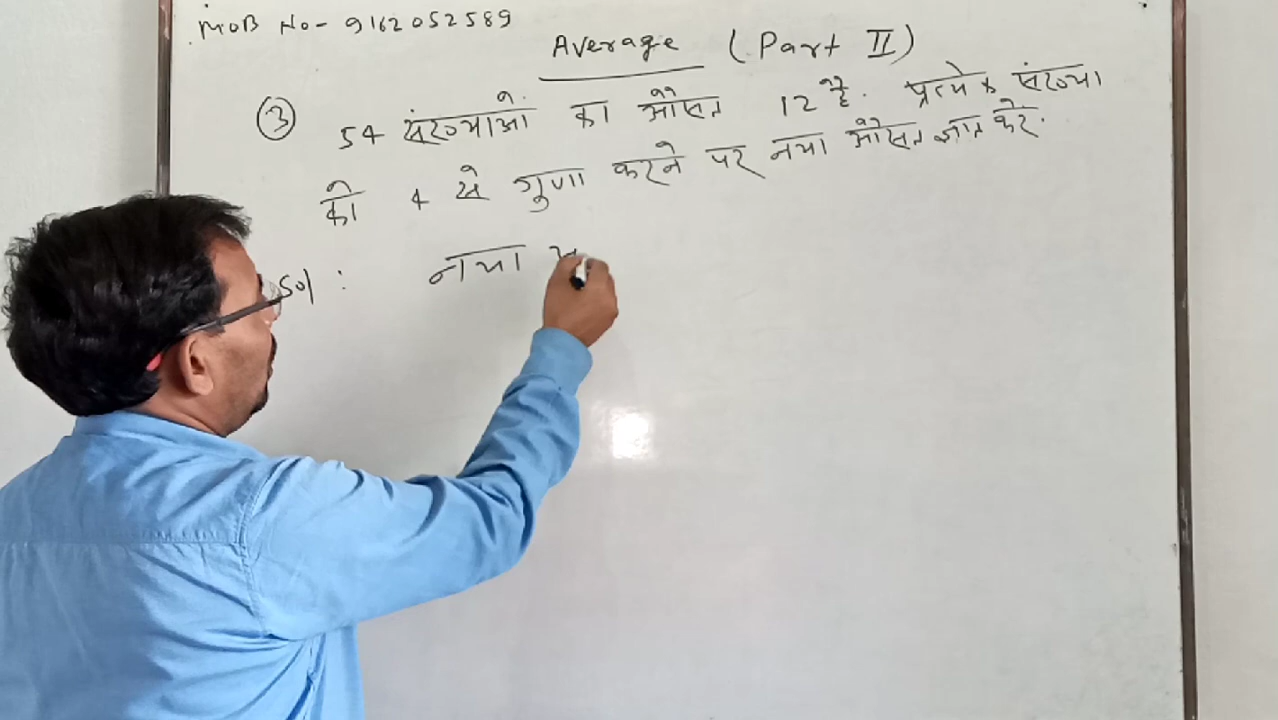 MOB No- 9162052589
Average (Part II)
③ 54 संख्याओं का औसत 12 है. प्रत्येक संख्या
को 4 से गुणा करने पर नया औसत ज्ञात करें.
Sol : नया